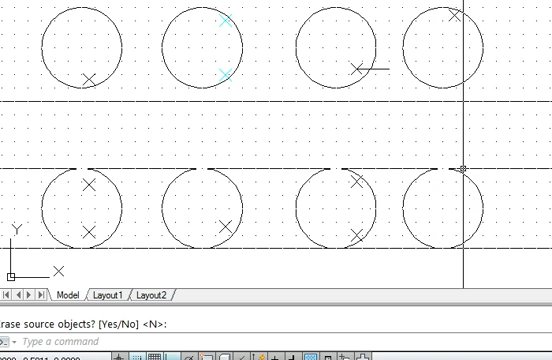 Y
X
Model Layout1 Layout2
rase source objects? [Yes/No] <N>:
Type a command